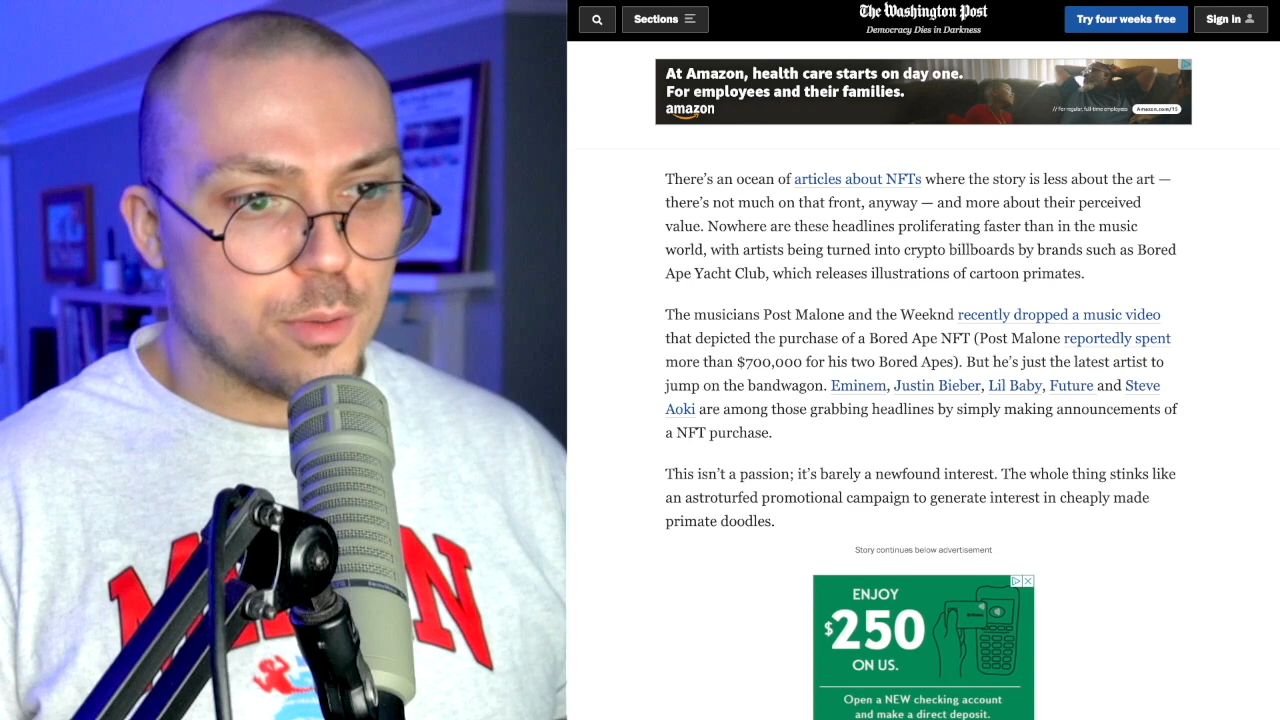 Sections
The Washington Post
Democracy Dies in Darkness
Try four weeks free
Sign in
At Amazon, health care starts on day one.
For employees and their families.
amazon
// For regular, full-time employees
Amazon.com/15
There’s an ocean of articles about NFTs where the story is less about the art —
there’s not much on that front, anyway — and more about their perceived
value. Nowhere are these headlines proliferating faster than in the music
world, with artists being turned into crypto billboards by brands such as Bored
Ape Yacht Club, which releases illustrations of cartoon primates.
The musicians Post Malone and the Weeknd recently dropped a music video
that depicted the purchase of a Bored Ape NFT (Post Malone reportedly spent
more than $700,000 for his two Bored Apes). But he’s just the latest artist to
jump on the bandwagon. Eminem, Justin Bieber, Lil Baby, Future and Steve
Aoki are among those grabbing headlines by simply making announcements of
a NFT purchase.
This isn’t a passion; it’s barely a newfound interest. The whole thing stinks like
an astroturfed promotional campaign to generate interest in cheaply made
primate doodles.
Story continues below advertisement
ENJOY
$250
ON US.
Open a NEW checking account
and make a direct deposit.